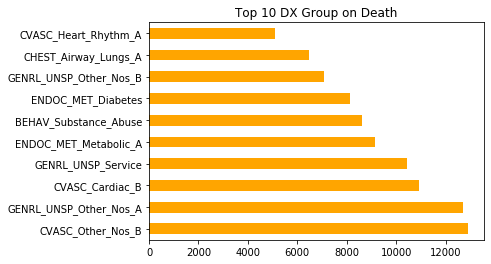 Top 10 DX Group on Death
CVASC_Heart_Rhythm_A
CHEST_Airway_Lungs_A
GENRL_UNSP_Other_Nos_B
ENDOC_MET_Diabetes
BEHAV_Substance_Abuse
ENDOC_MET_Metabolic_A
GENRL_UNSP_Service
CVASC_Cardiac_B
GENRL_UNSP_Other_Nos_A
CVASC_Other_Nos_B
0 2000 4000 6000 8000 10000 12000